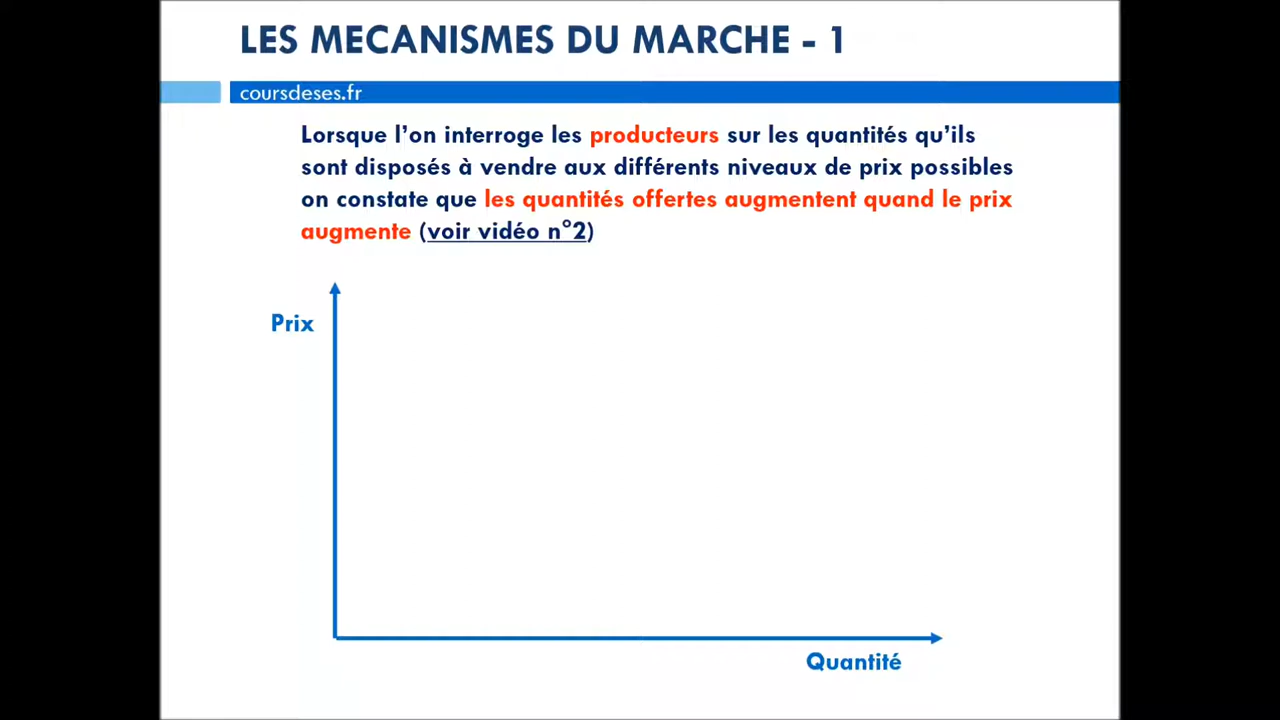 LES MECANISMES DU MARCHE - 1
coursdeses.fr
Lorsque l’on interroge les producteurs sur les quantités qu’ils
sont disposés à vendre aux différents niveaux de prix possibles
on constate que les quantités offertes augmentent quand le prix
augmente (voir vidéo n°2)
Prix
Quantité